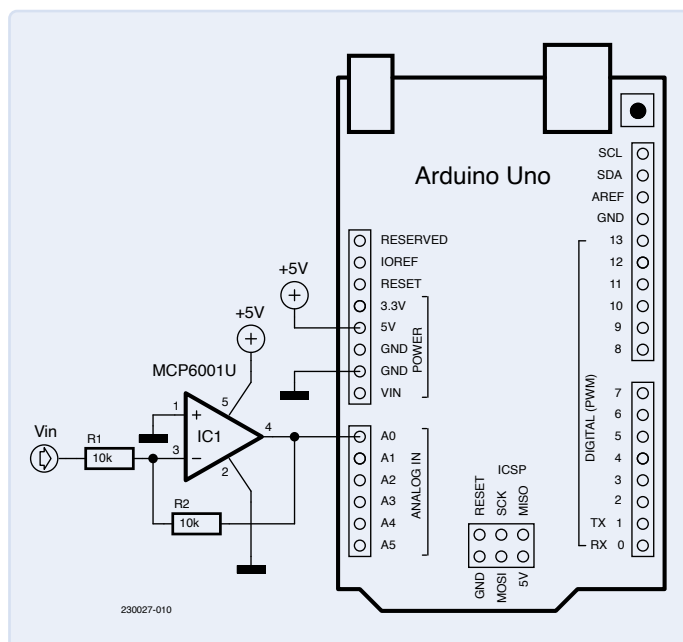 Arduino Uno
SCL
SDA
AREF
GND
13
12
11
10
9
8
7
6
5
4
3
2
TX 1
RX 0
DIGITAL (PWM)
RESERVED
IOREF
RESET
3.3V
5V
GND
GND
VIN
POWER
A0
A1
A2
A3
A4
A5
ANALOG IN
ICSP
RESET
SCK
MISO
GND
MOSI
5V
+5V
+5V
MCP6001U
5
1
+
IC1
4
3
−
2
Vin
R1
10k
R2
10k
230027-010